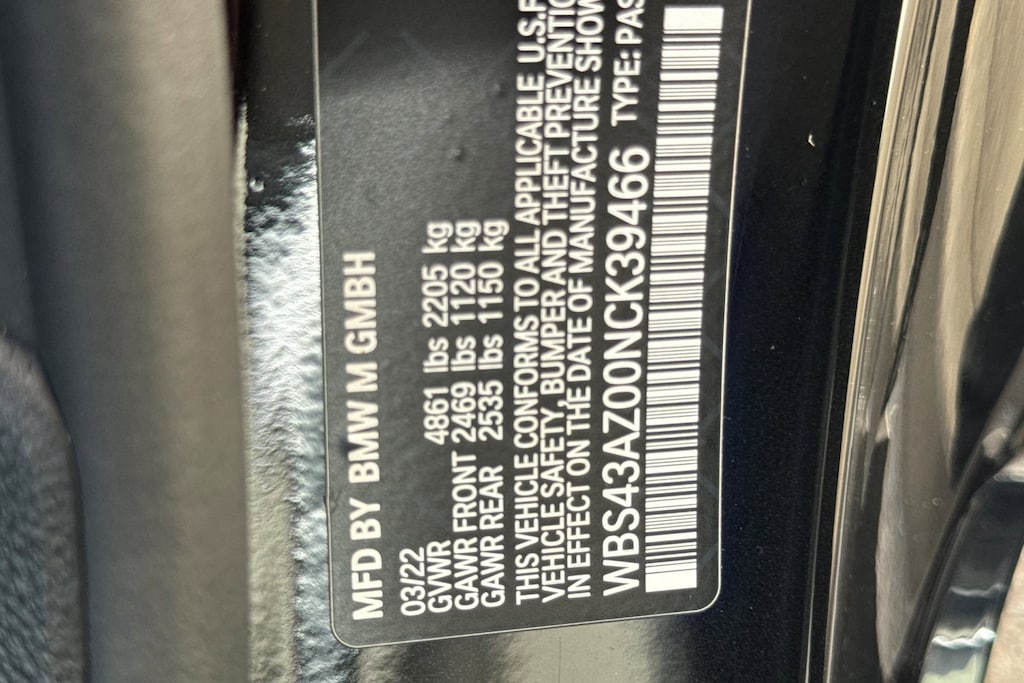 MFD BY BMW M GMBH
03/22
GVWR 4861 lbs 2205 kg
GAWR FRONT 2469 lbs 1120 kg
GAWR REAR 2535 lbs 1150 kg
THIS VEHICLE CONFORMS TO ALL APPLICABLE U.S.F
VEHICLE SAFETY, BUMPER AND THEFT PREVENTIO
IN EFFECT ON THE DATE OF MANUFACTURE SHOW
WBS43AZ00NCK39466 TYPE: PAS